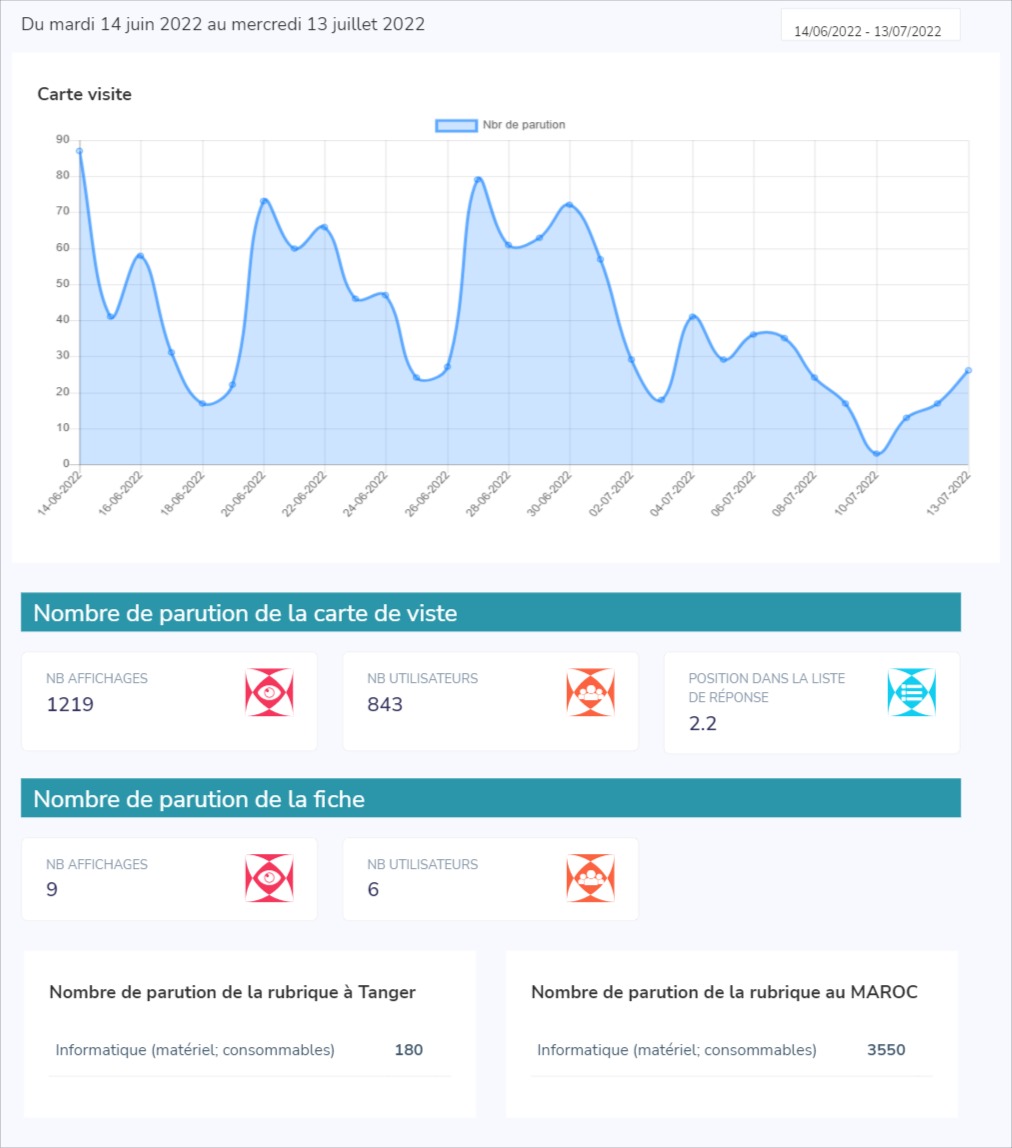 Du mardi 14 juin 2022 au mercredi 13 juillet 2022
14/06/2022 - 13/07/2022
Carte visite
Nbr de parution
90
80
70
60
50
40
30
20
10
0
14-06-2022
16-06-2022
18-06-2022
20-06-2022
22-06-2022
24-06-2022
26-06-2022
28-06-2022
30-06-2022
02-07-2022
04-07-2022
06-07-2022
08-07-2022
10-07-2022
13-07-2022
Nombre de parution de la carte de viste
NB AFFICHAGES
1219
NB UTILISATEURS
843
POSITION DANS LA LISTE
DE RÉPONSE
2.2
Nombre de parution de la fiche
NB AFFICHAGES
9
NB UTILISATEURS
6
Nombre de parution de la rubrique à Tanger
Informatique (matériel; consommables) 180
Nombre de parution de la rubrique au MAROC
Informatique (matériel; consommables) 3550